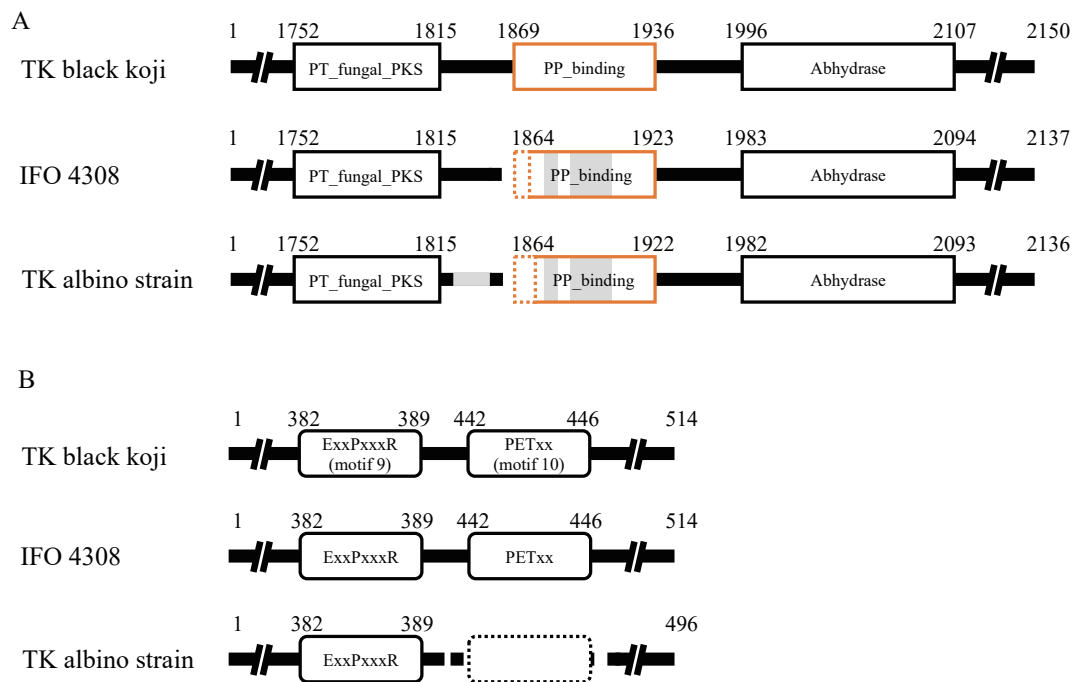 A
1 1752 1815 1869 1936 1996 2107 2150
TK black koji PT_fungal_PKS PP_binding Abhydrase
1 1752 1815 1864 1923 1983 2094 2137
IFO 4308 PT_fungal_PKS PP_binding Abhydrase
1 1752 1815 1864 1922 1982 2093 2136
TK albino strain PT_fungal_PKS PP_binding Abhydrase
B
1 382 389 442 446 514
TK black koji ExxPxxxR (motif 9) PETxx (motif 10)
1 382 389 442 446 514
IFO 4308 ExxPxxxR PETxx
1 382 389 496
TK albino strain ExxPxxxR